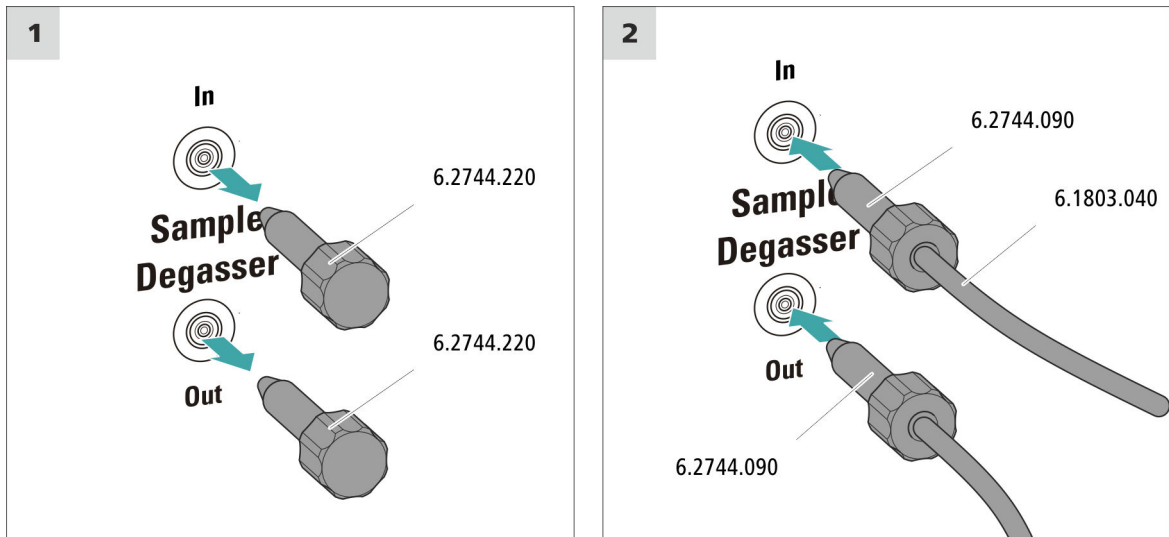 1
In
6.2744.220
Sample
Degasser
6.2744.220
Out
2
In
6.2744.090
6.1803.040
Sample
Degasser
Out
6.2744.090